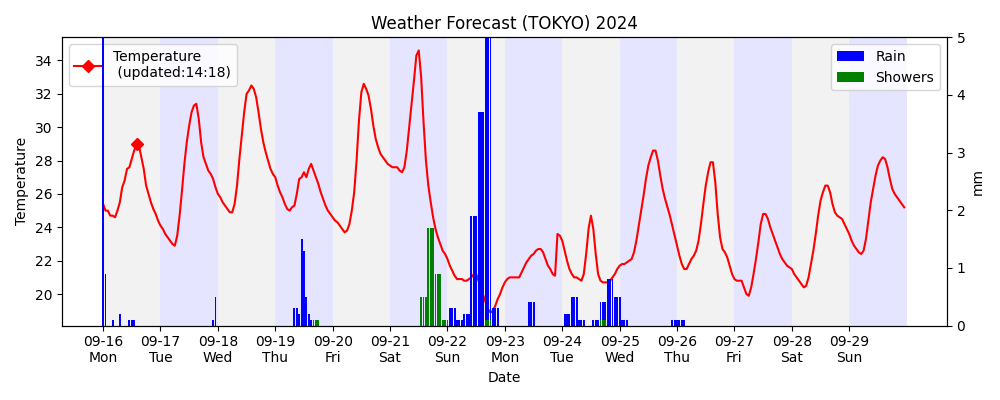 Weather Forecast (TOKYO) 2024
Temperature
(updated:14:18)
Rain
Showers
Temperature
34
32
30
28
26
24
22
20
5
4
3
2
1
0
mm
09-16 09-17 09-18 09-19 09-20 09-21 09-22 09-23 09-24 09-25 09-26 09-27 09-28 09-29
Mon Tue Wed Thu Fri Sat Sun Mon Tue Wed Thu Fri Sat Sun
Date